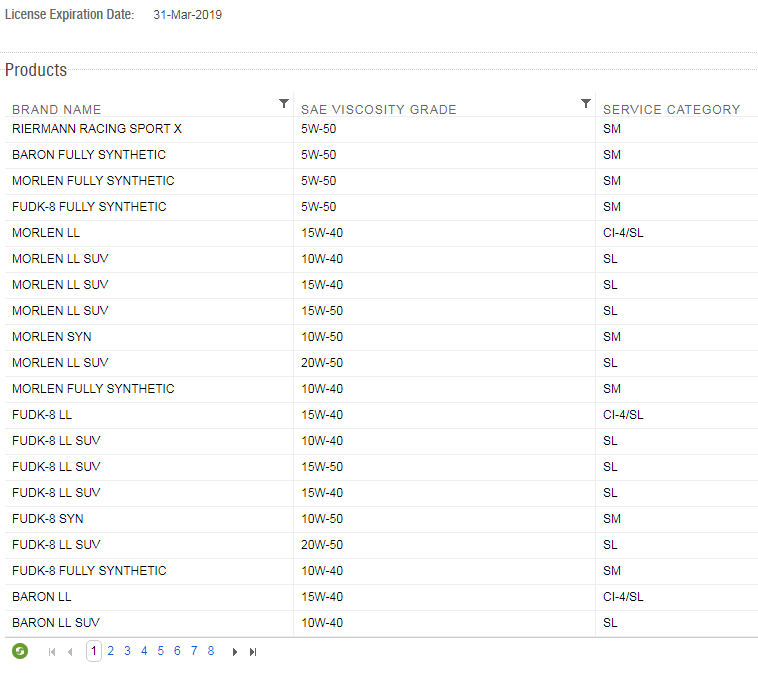 License Expiration Date: 31-Mar-2019
Products
BRAND NAME SAE VISCOSITY GRADE SERVICE CATEGORY
RIERMANN RACING SPORT X 5W-50 SM
BARON FULLY SYNTHETIC 5W-50 SM
MORLEN FULLY SYNTHETIC 5W-50 SM
FUDK-8 FULLY SYNTHETIC 5W-50 SM
MORLEN LL 15W-40 CI-4/SL
MORLEN LL SUV 10W-40 SL
MORLEN LL SUV 15W-40 SL
MORLEN LL SUV 15W-50 SL
MORLEN SYN 10W-50 SM
MORLEN LL SUV 20W-50 SL
MORLEN FULLY SYNTHETIC 10W-40 SM
FUDK-8 LL 15W-40 CI-4/SL
FUDK-8 LL SUV 10W-40 SL
FUDK-8 LL SUV 15W-50 SL
FUDK-8 LL SUV 15W-40 SL
FUDK-8 SYN 10W-50 SM
FUDK-8 LL SUV 20W-50 SL
FUDK-8 FULLY SYNTHETIC 10W-40 SM
BARON LL 15W-40 CI-4/SL
BARON LL SUV 10W-40 SL
1 2 3 4 5 6 7 8